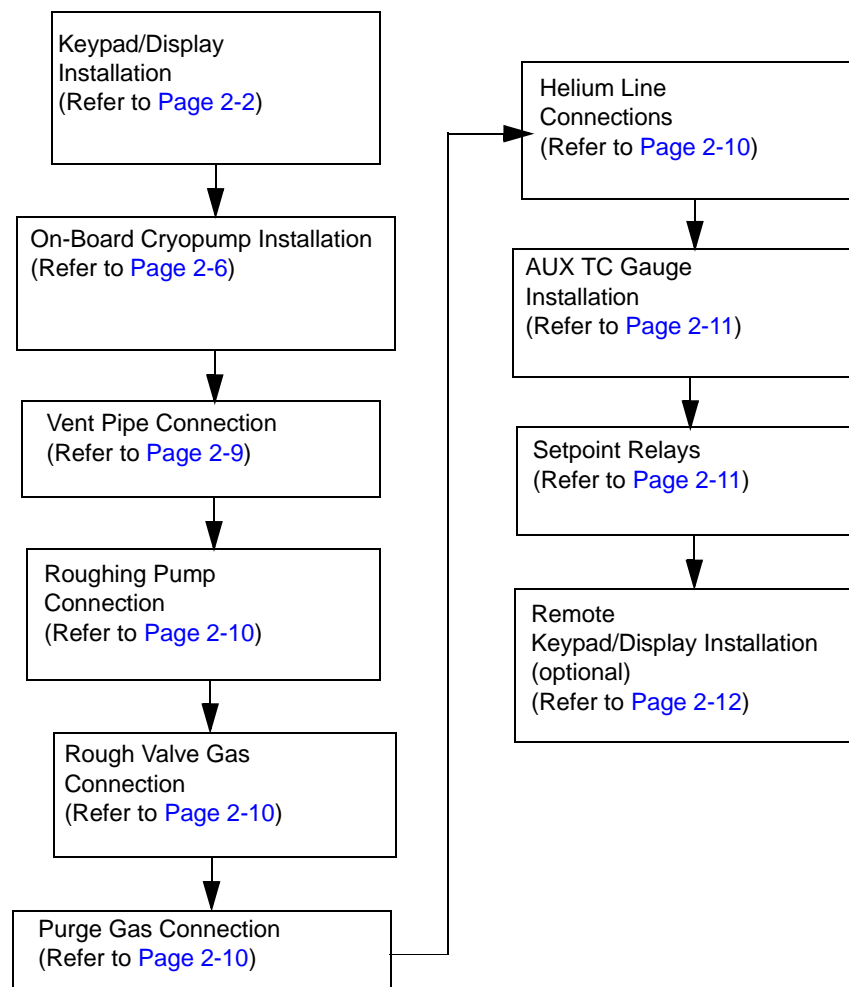 Keypad/Display
Installation
(Refer to Page 2-2)
On-Board Cryopump Installation
(Refer to Page 2-6)
Vent Pipe Connection
(Refer to Page 2-9)
Roughing Pump
Connection
(Refer to Page 2-10)
Rough Valve Gas
Connection
(Refer to Page 2-10)
Purge Gas Connection
(Refer to Page 2-10)
Helium Line
Connections
(Refer to Page 2-10)
AUX TC Gauge
Installation
(Refer to Page 2-11)
Setpoint Relays
(Refer to Page 2-11)
Remote
Keypad/Display Installation
(optional)
(Refer to Page 2-12)